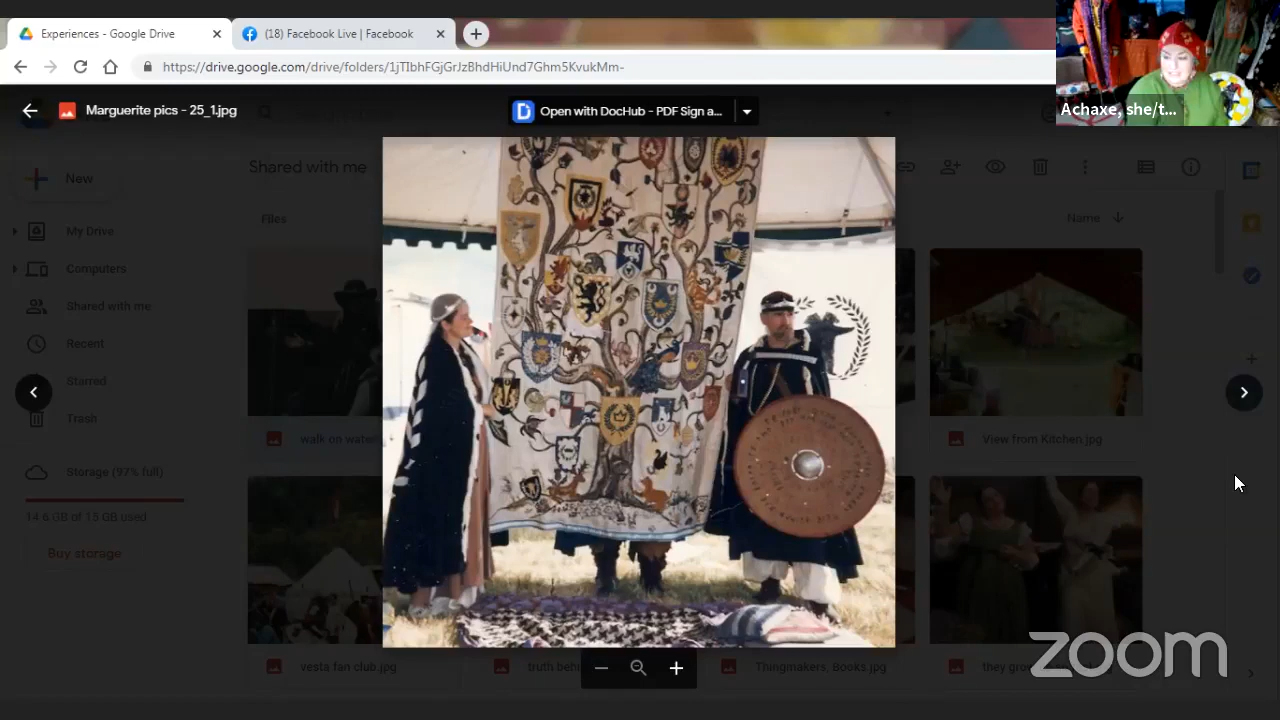 Experiences - Google Drive
(18) Facebook Live | Facebook
https://drive.google.com/drive/folders/1jTIbhFGjGrJzBhdHiUnd7Ghm5KvukMm-
Achaxe, she/t...
Marguerite pics - 25_1.jpg
Open with DocHub - PDF Sign a...
New
Shared with me
Files
Name
My Drive
Computers
Shared with me
Recent
Starred
Trash
Storage (97% full)
14.6 GB of 15 GB used
Buy storage
View from Kitchen.jpg
vesta fan club.jpg
Thingmakers, Books.jpg
zoom